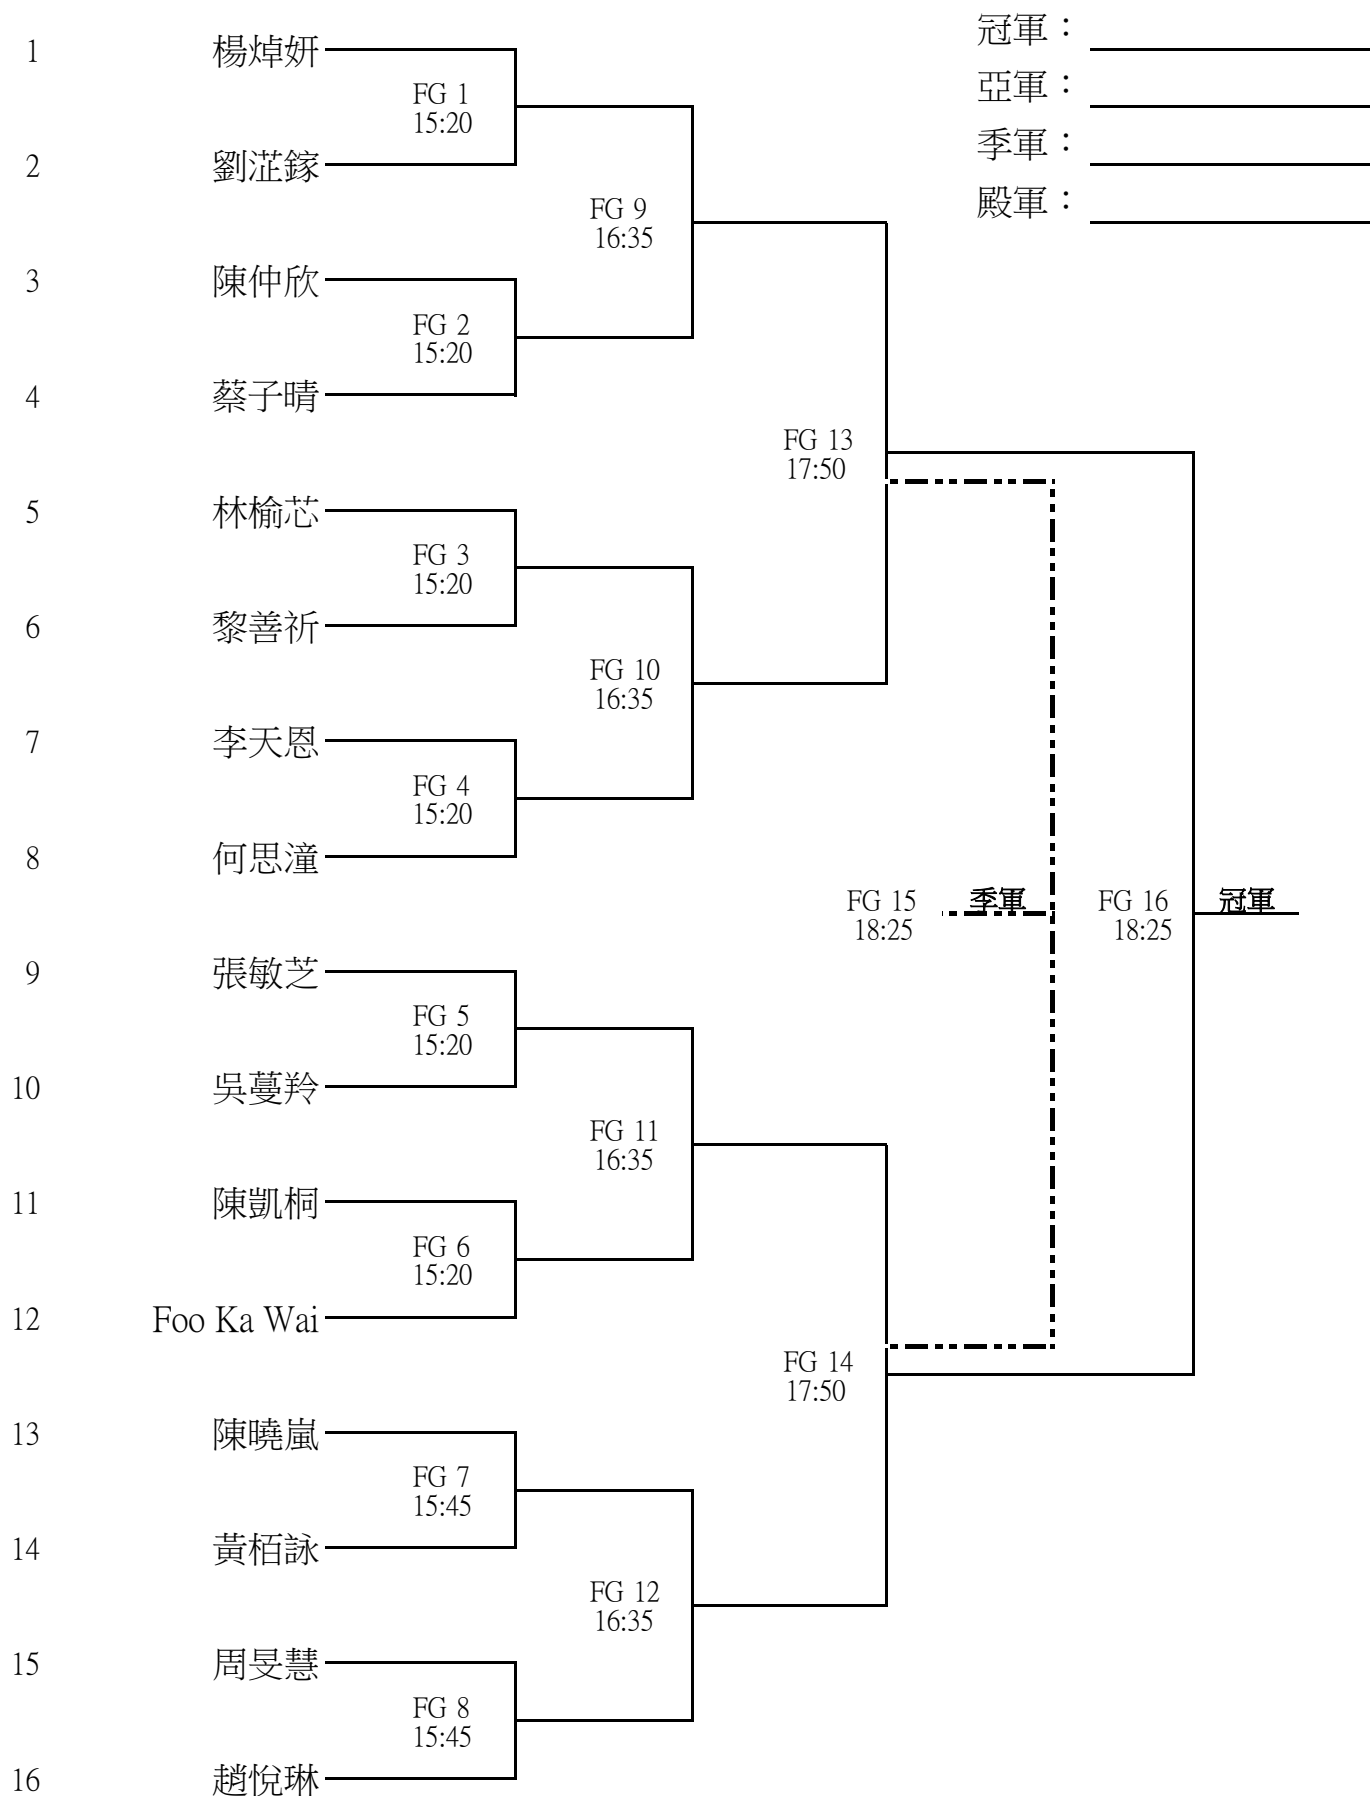 冠軍：
1 楊焯妍
FG 1
15:20
亞軍：
季軍：
2 劉漄鎵
殿軍：
FG 9
16:35
3 陳仲欣
FG 2
15:20
4 蔡子晴
FG 13
17:50
5 林榆芯
FG 3
15:20
6 黎善祈
FG 10
16:35
7 李天恩
FG 4
15:20
8 何思潼
FG 15
18:25
季軍
FG 16
18:25
冠軍
9 張敏芝
FG 5
15:20
10 吳蔓羚
FG 11
16:35
11 陳凱桐
FG 6
15:20
12 Foo Ka Wai
FG 14
17:50
13 陳曉嵐
FG 7
15:45
14 黃栢詠
FG 12
16:35
15 周旻慧
FG 8
15:45
16 趙悅琳